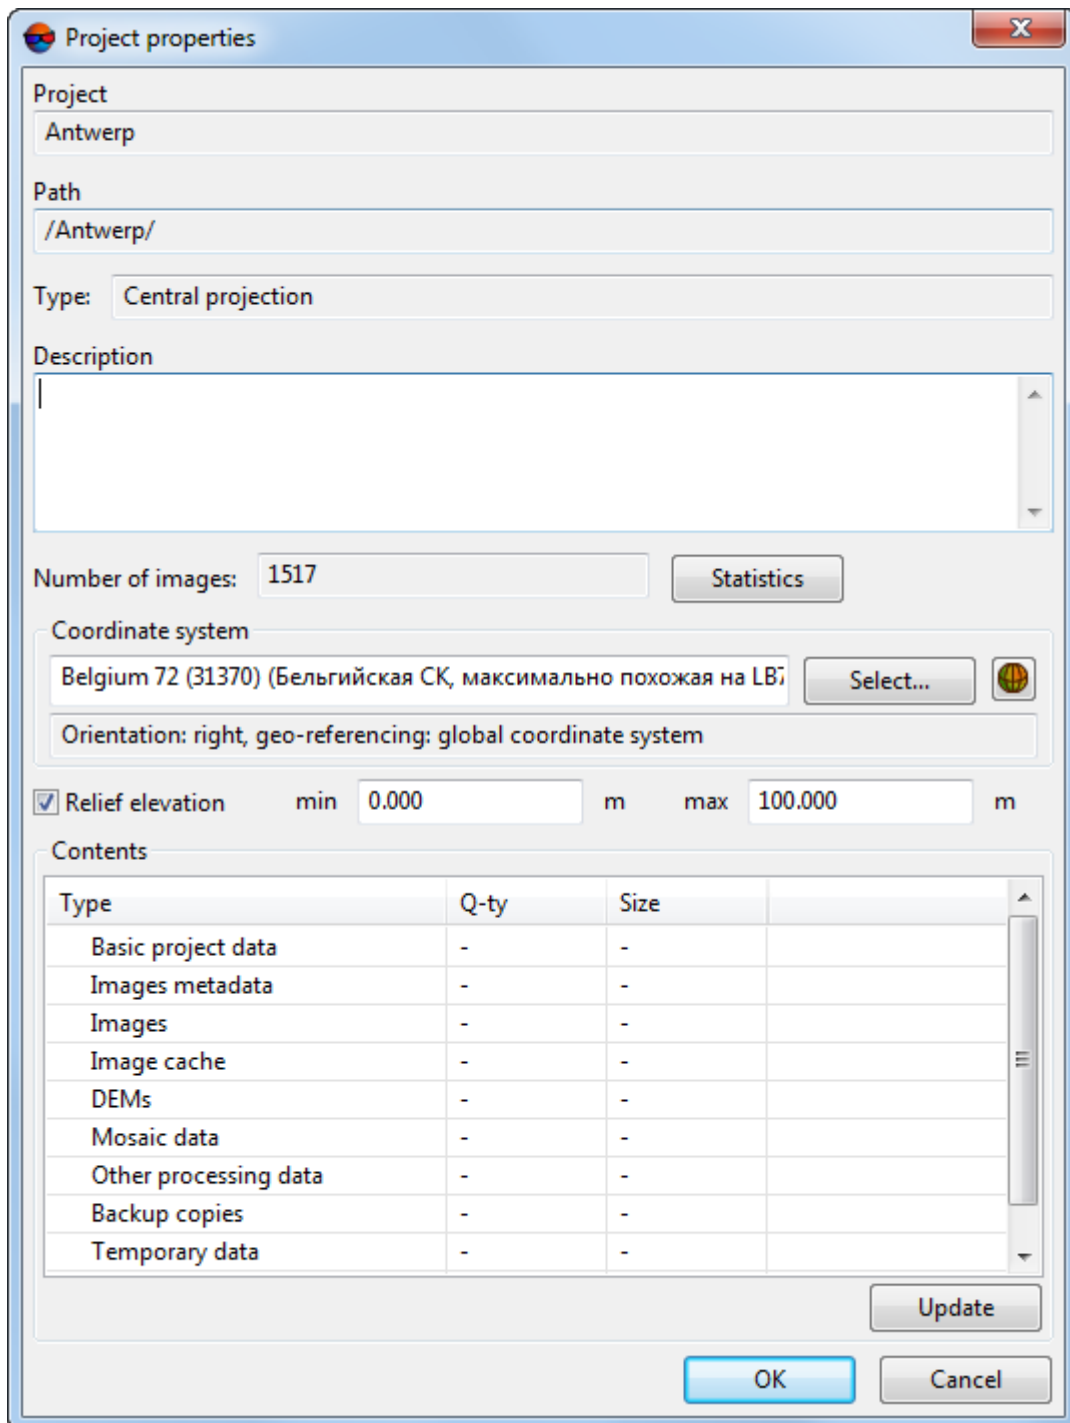 Project properties
Project
Antwerp
Path
/Antwerp/
Type: Central projection
Description
Number of images: 1517 Statistics
Coordinate system
Belgium 72 (31370) (Бельгийская СК, максимально похожая на LB7 Select...
Orientation: right, geo-referencing: global coordinate system
Relief elevation min 0.000 m max 100.000 m
Contents
Type Q-ty Size
Basic project data - -
Images metadata - -
Images - -
Image cache - -
DEMs - -
Mosaic data - -
Other processing data - -
Backup copies - -
Temporary data - -
Update
OK Cancel